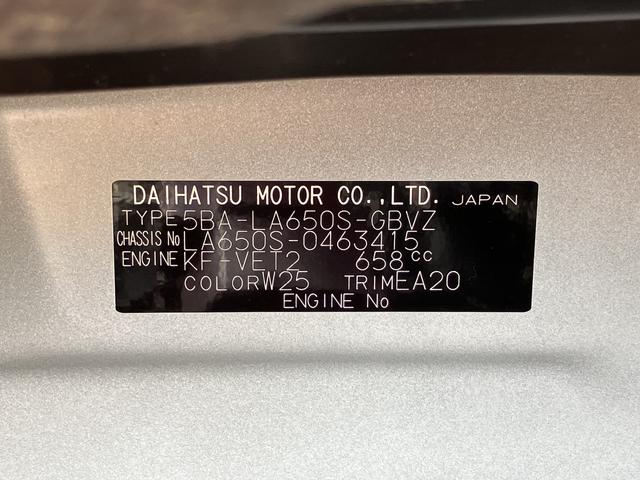 DAIHATSU MOTOR CO.,LTD. JAPAN
TYPE 5BA-LA650S-GBVZ
CHASSIS No LA650S-0463415
ENGINE KF-VET2 658cc
COLOR W25 TRIM EA20
ENGINE No